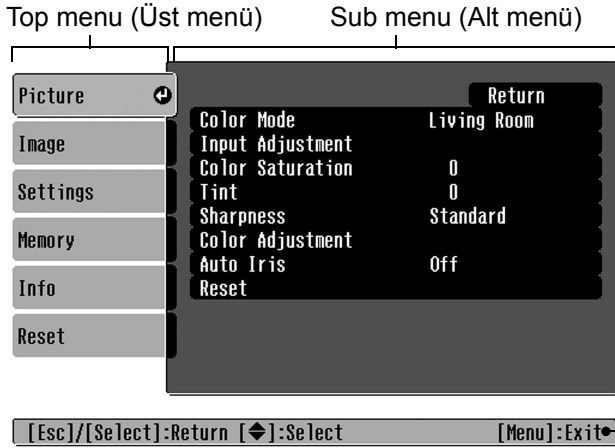 Top menu (Üst menü) Sub menu (Alt menü)
Picture
Image
Settings
Memory
Info
Reset
Return
Color Mode Living Room
Input Adjustment
Color Saturation 0
Tint 0
Sharpness Standard
Color Adjustment
Auto Iris Off
Reset
[Esc]/[Select]:Return [◆]:Select [Menu]:Exit